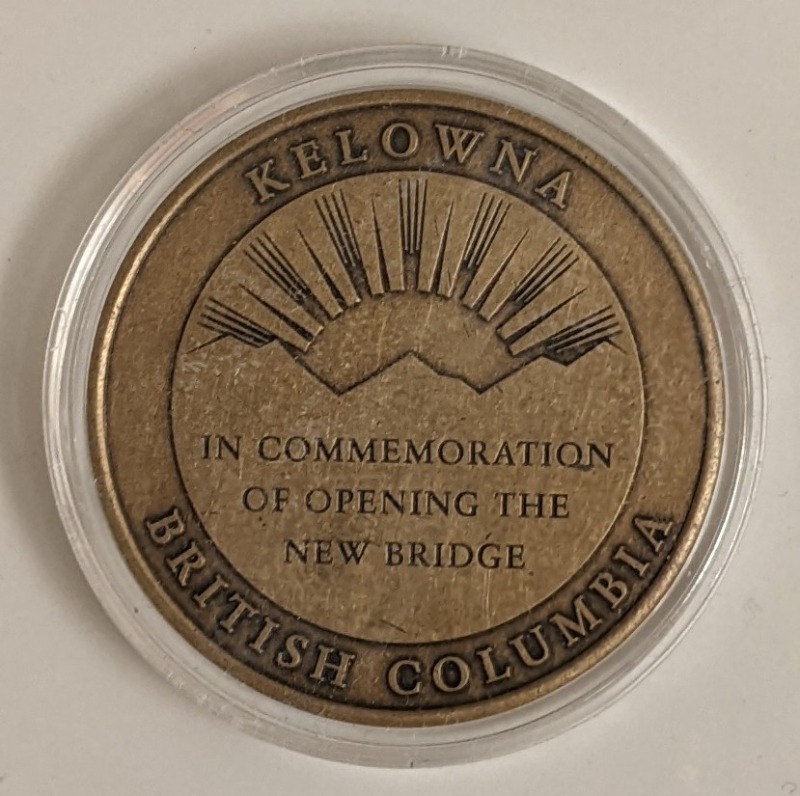 KELOWNA
IN COMMEMORATION
OF OPENING THE
NEW BRIDGE
BRITISH COLUMBIA